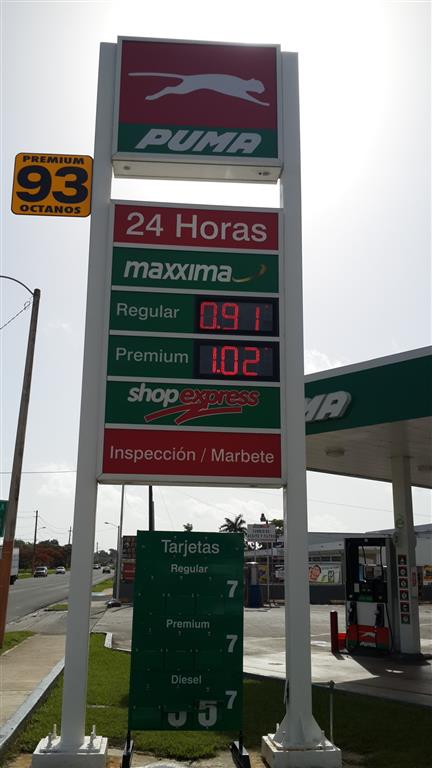 PUMA
PREMIUM
93
OCTANOS
24 Horas
maxxima
Regular 0.91
Premium 1.02
shop express
Inspección / Marbete
MA
Tarjetas
Regular
7
Premium
7
Diesel
7